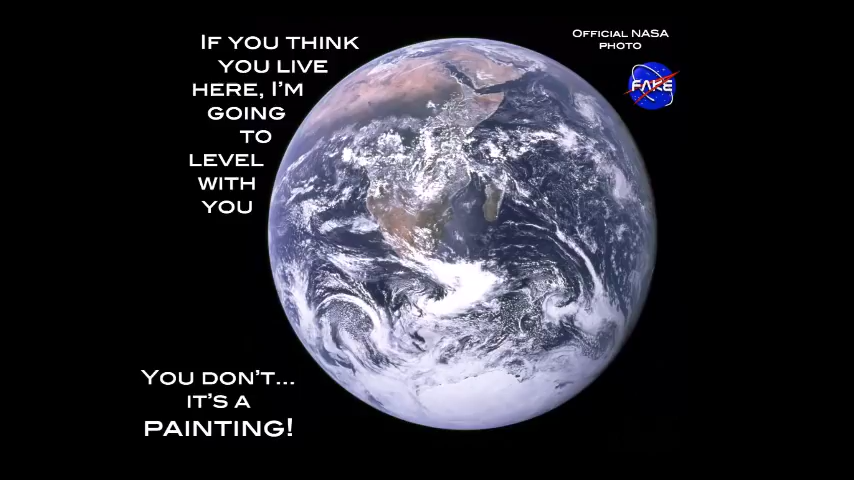 If you think
you live
here, I'm
going
to
level
with
you
Official NASA
photo
FAKE
You don't...
it's a
painting!